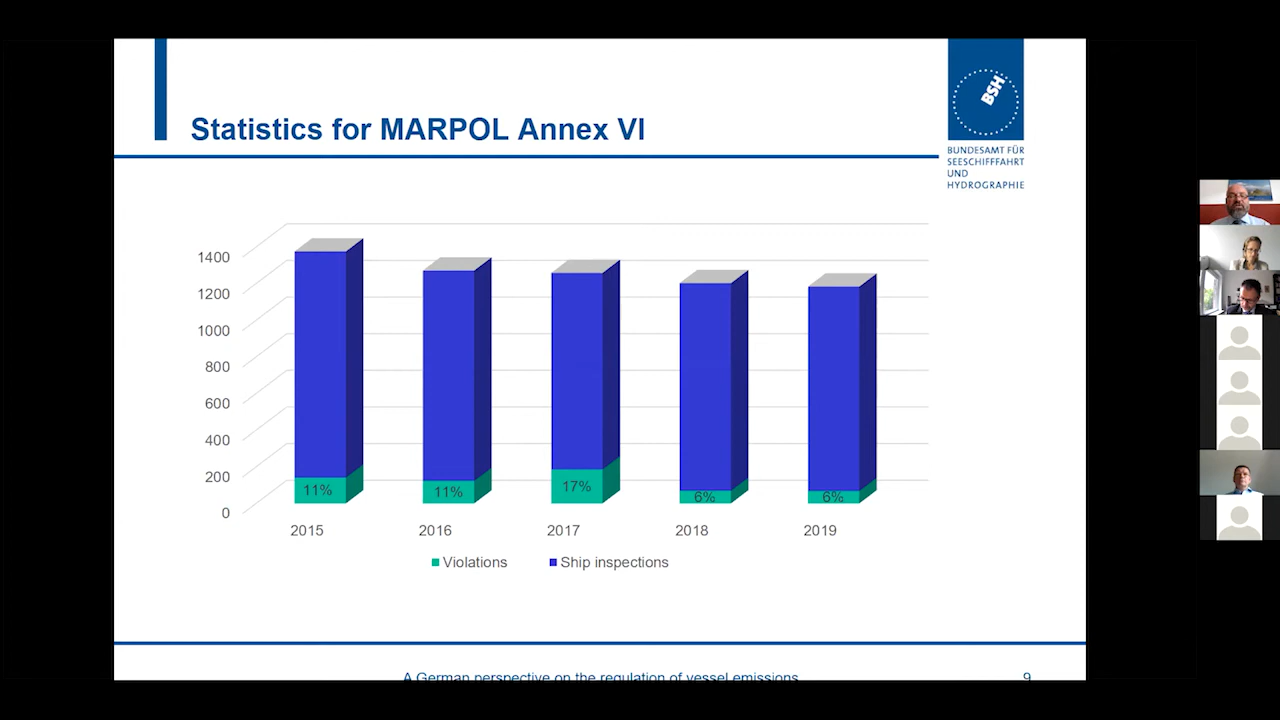 Statistics for MARPOL Annex VI
BSH
BUNDESAMT FÜR
SEESCHIFFFAHRT
UND
HYDROGRAPHIE
1400
1200
1000
800
600
400
200
0
11%
11%
17%
6%
6%
2015
2016
2017
2018
2019
Violations
Ship inspections
A German perspective on the regulation of vessel emissions
9